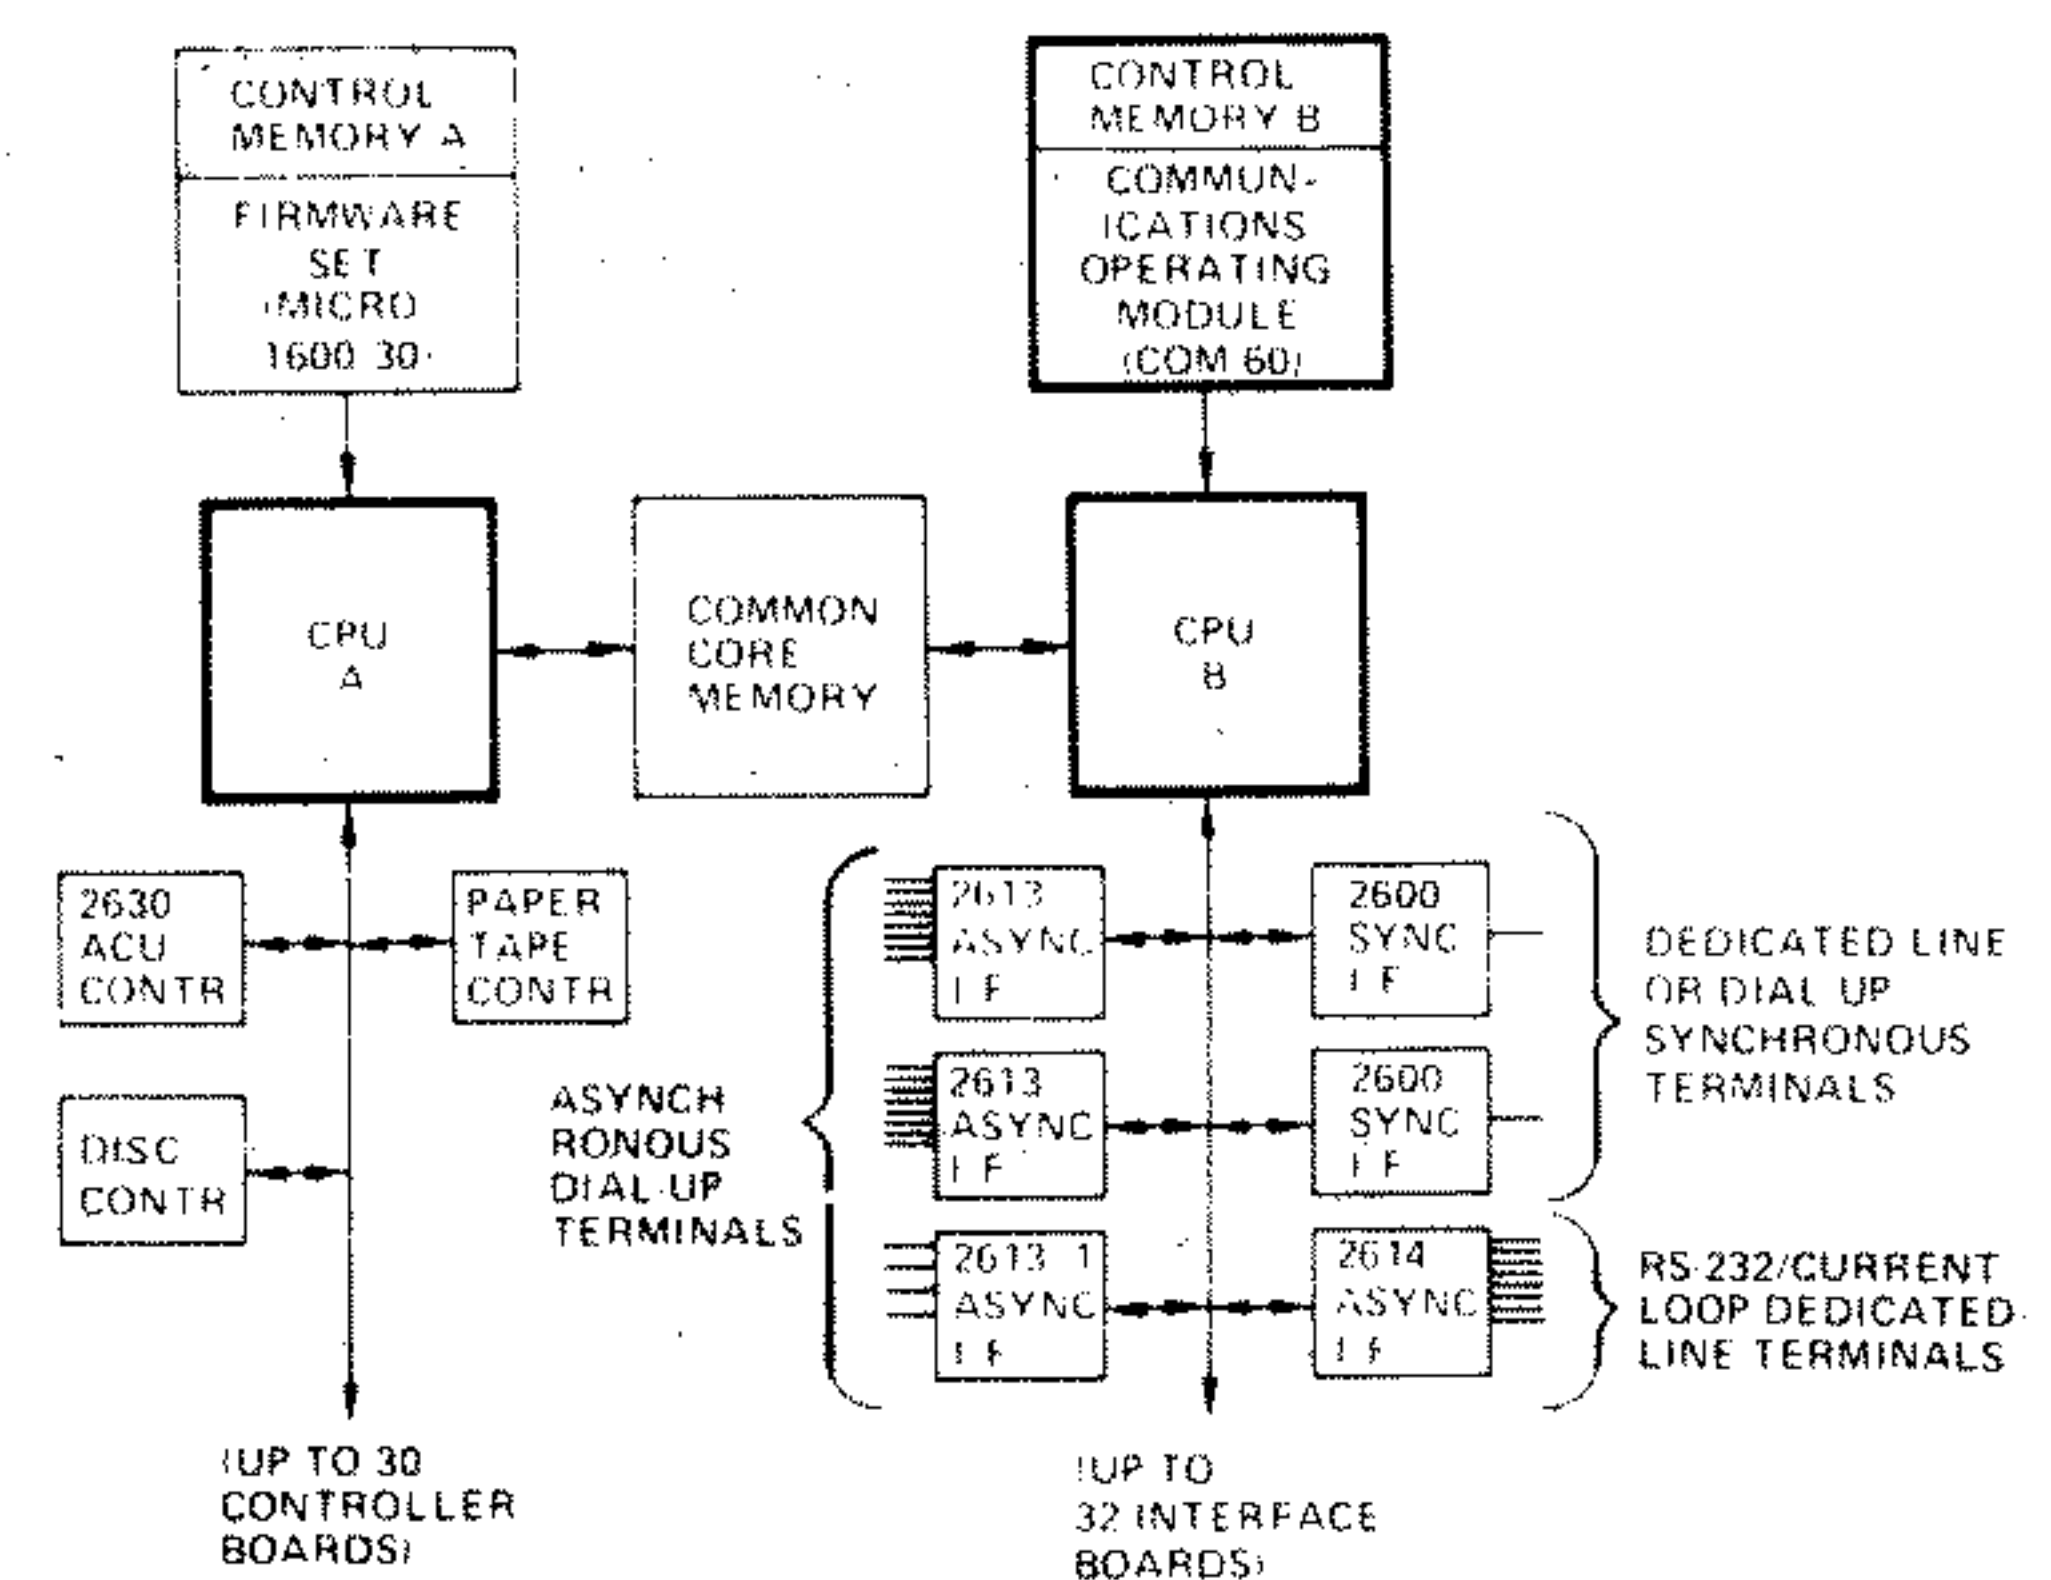 CONTROL
MEMORY A
FIRMWARE
SET
(MICRO
1600 30)
CONTROL
MEMORY B
COMMUN-
ICATIONS
OPERATING
MODULE
(COM 60)
CPU
A
COMMON
CORE
MEMORY
CPU
B
2630
ACU
CONTR
PAPER
TAPE
CONTR
DISC
CONTR
(UP TO 30
CONTROLLER
BOARDS)
ASYNCH
RONOUS
DIAL-UP
TERMINALS
2613
ASYNC
I F
2613
ASYNC
I F
2613 1
ASYNC
I F
2600
SYNC
I F
2600
SYNC
I F
2614
ASYNC
I F
DEDICATED LINE
OR DIAL UP
SYNCHRONOUS
TERMINALS
RS-232/CURRENT
LOOP DEDICATED
LINE TERMINALS
(UP TO
32 INTERFACE
BOARDS)